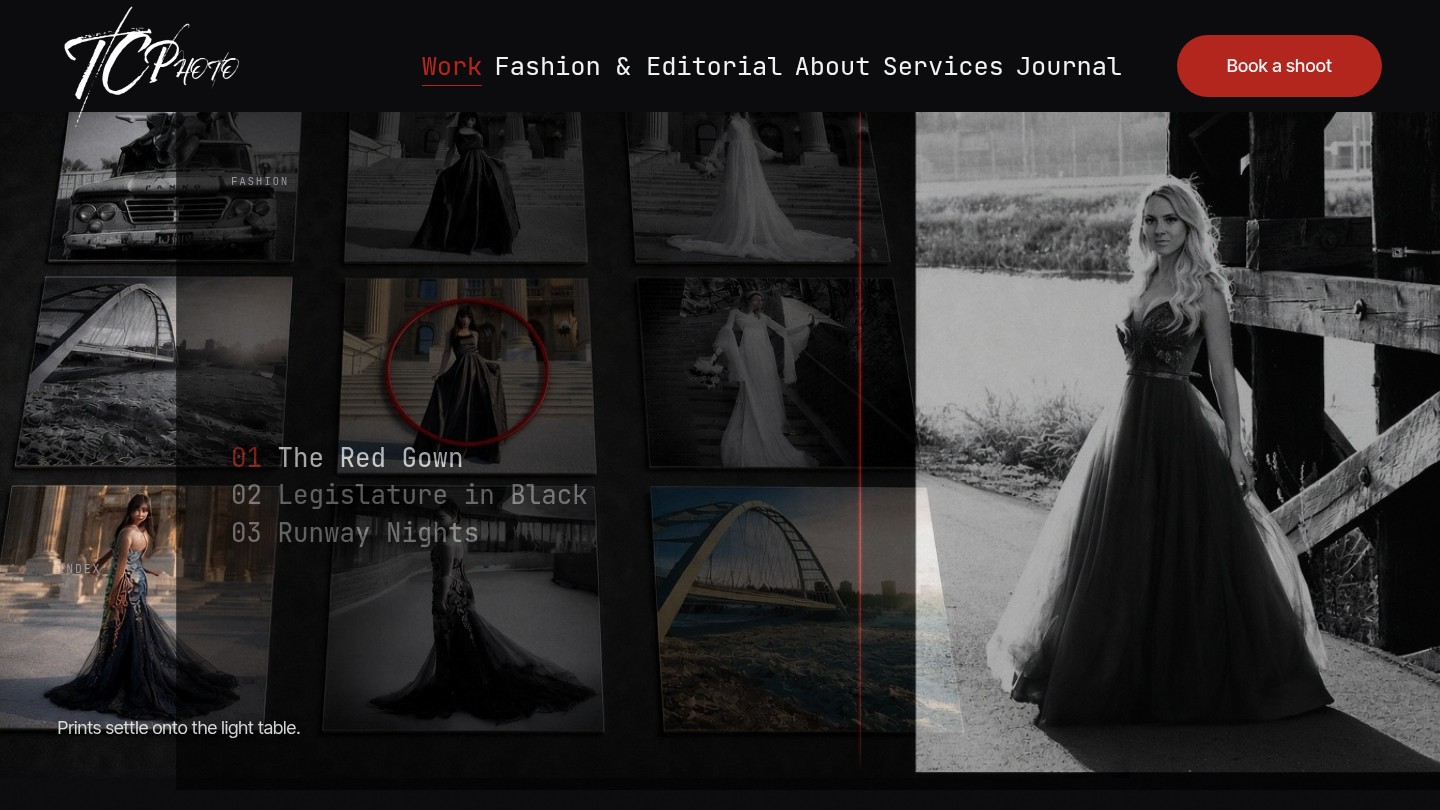 TCPHOTO
Work Fashion & Editorial About Services Journal
Book a shoot
FASHION
01 The Red Gown
02 Legislature in Black
03 Runway Nights
NDEX
Prints settle onto the light table.